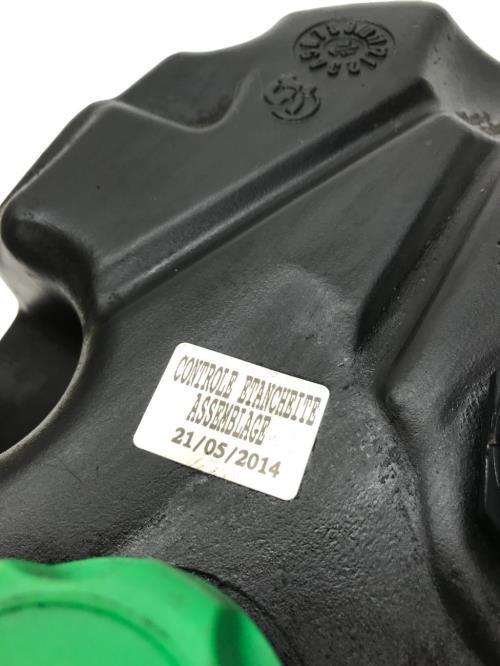 CONTROLE ETANCHEITE
ASSEMBLAGE
21/05/2014